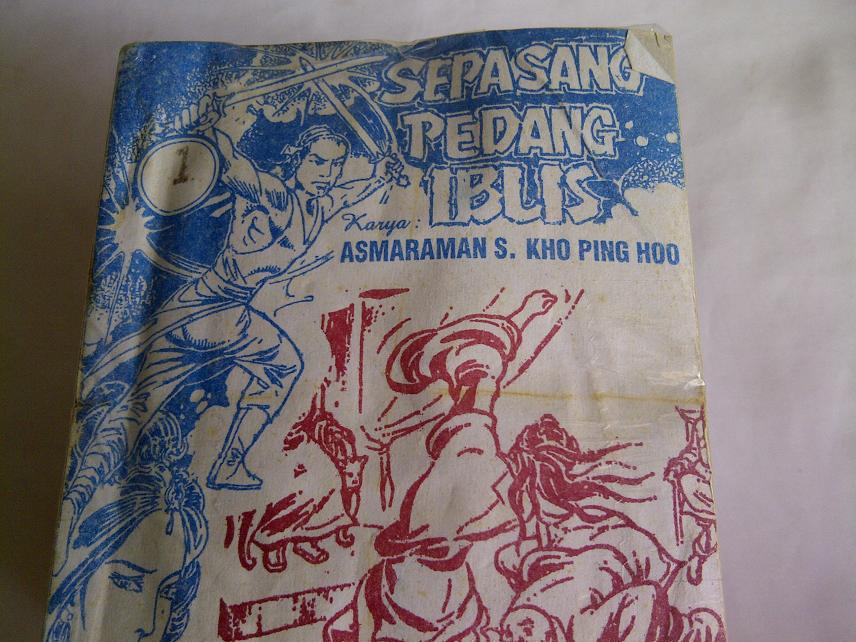 SEPASANG
PEDANG
IBLIS
1
Karya :
ASMARAMAN S. KHO PING HOO